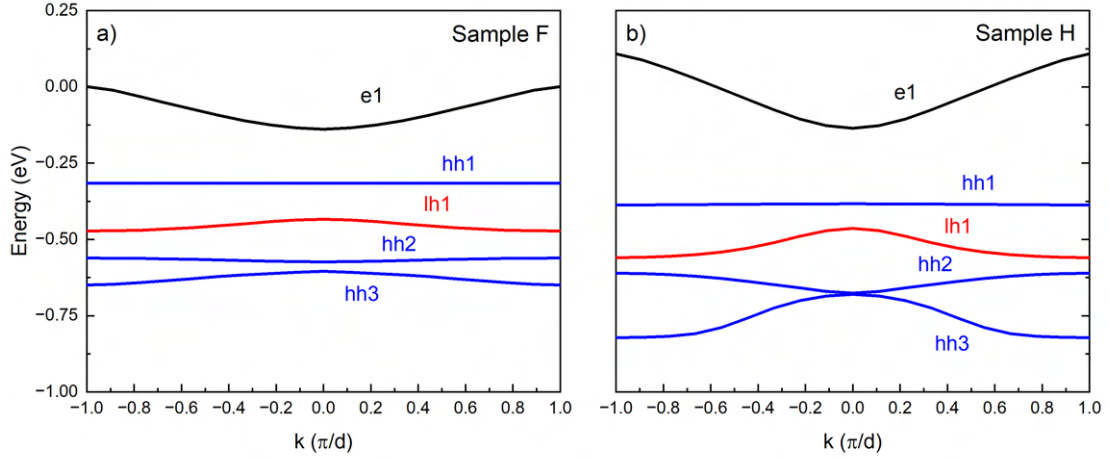 a)
Sample F
0.25
0.00
−0.25
−0.50
−0.75
−1.00
Energy (eV)
e1
hh1
lh1
hh2
hh3
−1.0 −0.8 −0.6 −0.4 −0.2 0.0 0.2 0.4 0.6 0.8 1.0
k (π/d)
b)
Sample H
e1
hh1
lh1
hh2
hh3
−1.0 −0.8 −0.6 −0.4 −0.2 0.0 0.2 0.4 0.6 0.8 1.0
k (π/d)